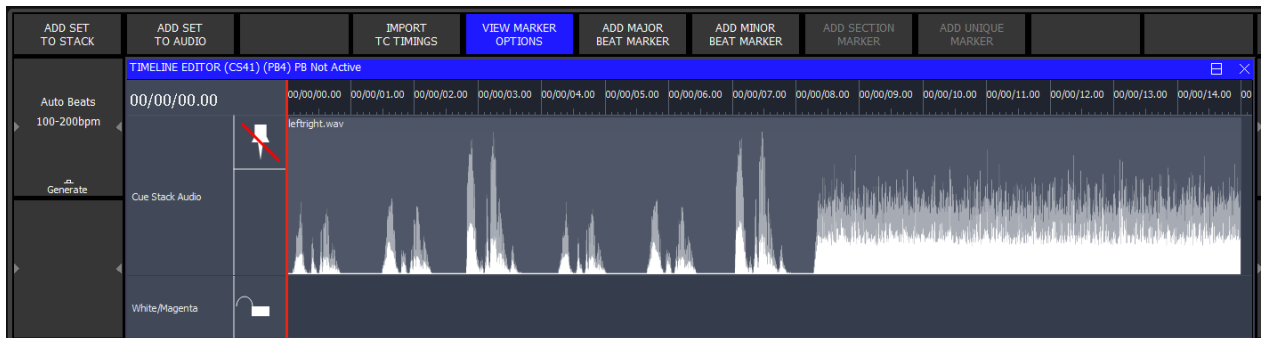 ADD SET
TO STACK
ADD SET
TO AUDIO
IMPORT
TC TIMINGS
VIEW MARKER
OPTIONS
ADD MAJOR
BEAT MARKER
ADD MINOR
BEAT MARKER
ADD SECTION
MARKER
ADD UNIQUE
MARKER
TIMELINE EDITOR (CS41) (PB4) PB Not Active
Auto Beats
100-200bpm
Generate
00/00/00.00
00/00/00.00 00/00/01.00 00/00/02.00 00/00/03.00 00/00/04.00 00/00/05.00 00/00/06.00 00/00/07.00 00/00/08.00 00/00/09.00 00/00/10.00 00/00/11.00 00/00/12.00 00/00/13.00 00/00/14.00 00
leftright.wav
Cue Stack Audio
White/Magenta